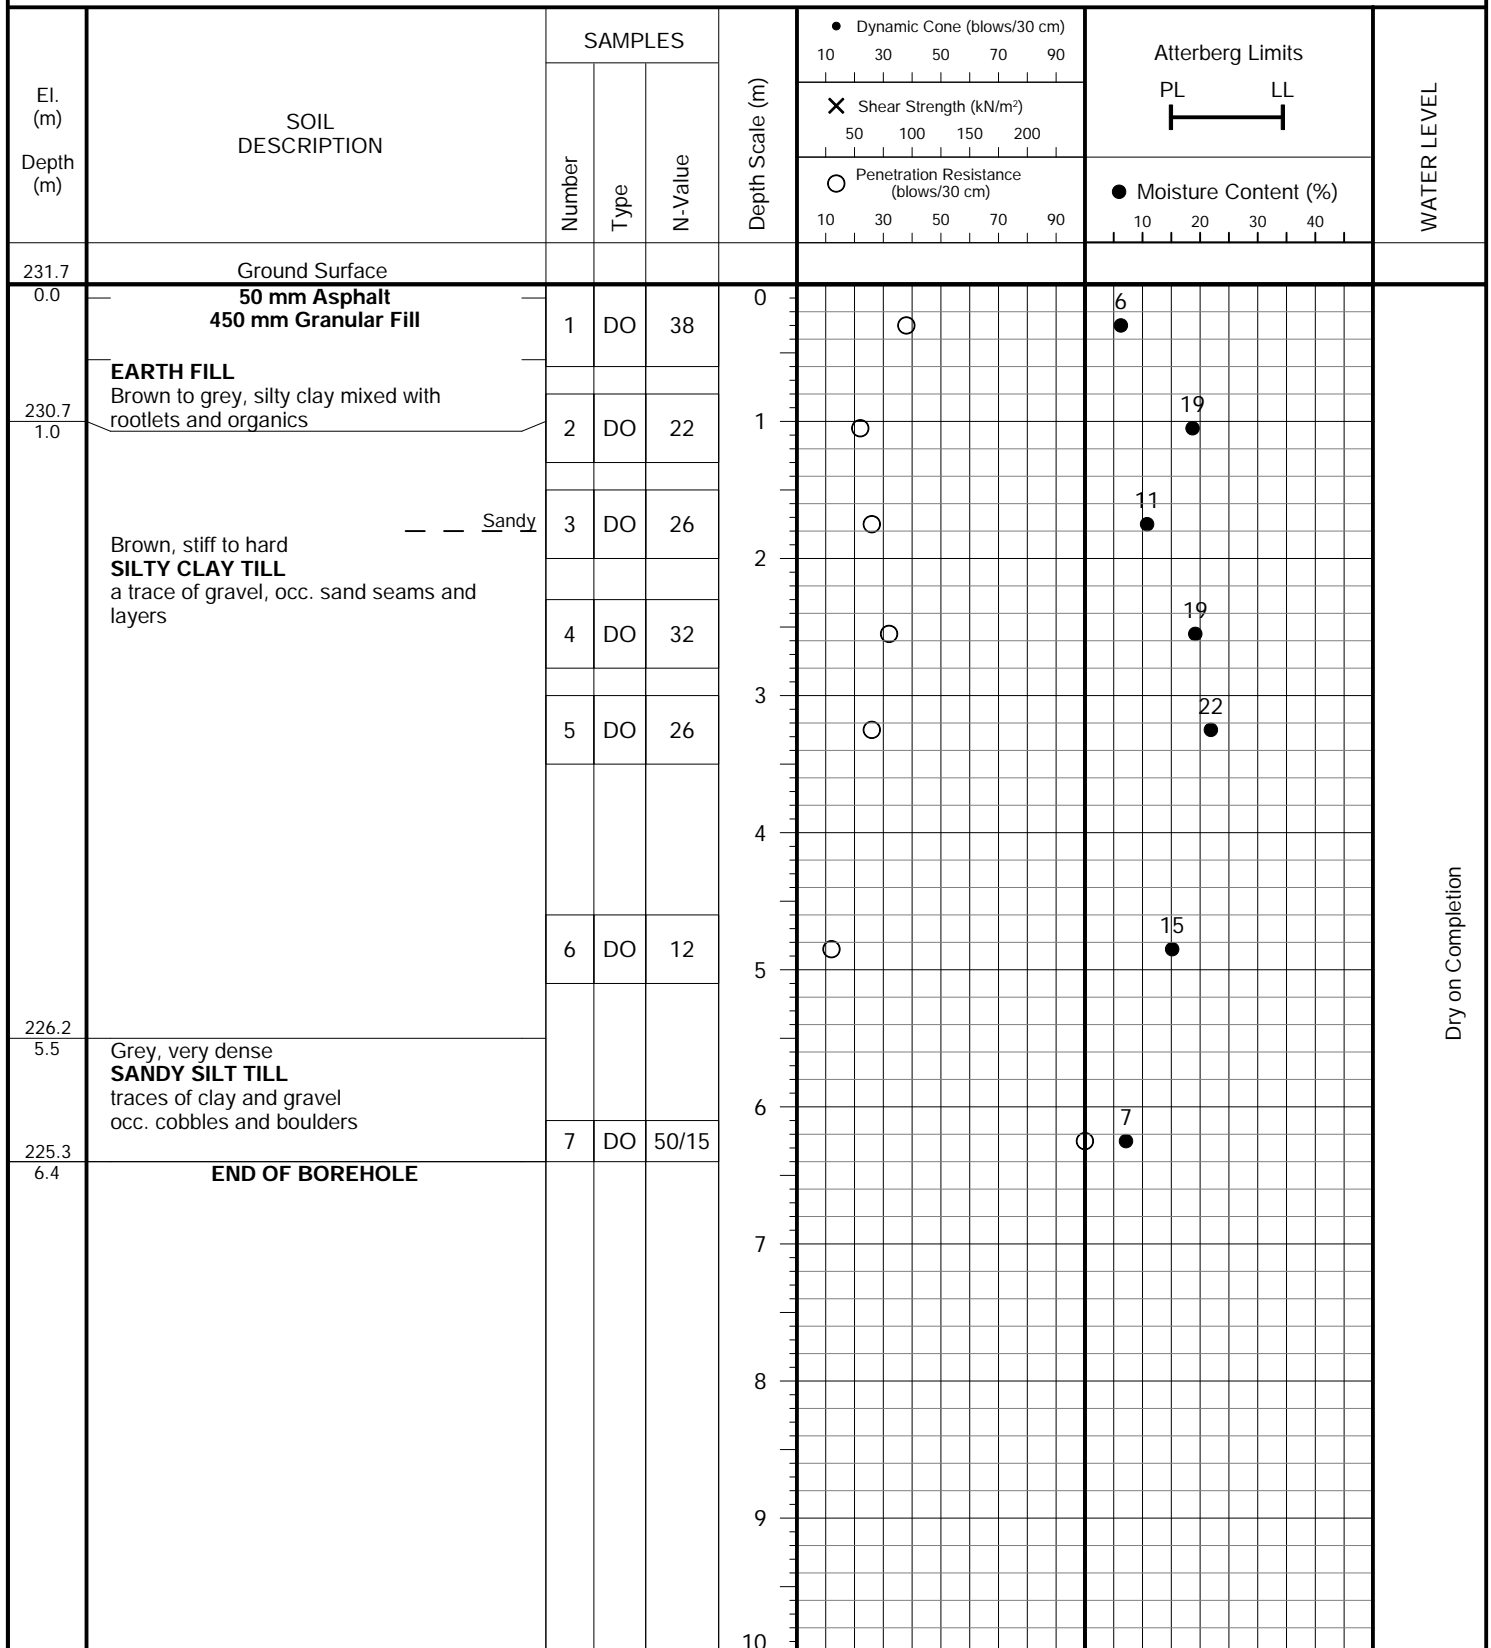 El.
(m)
Depth
(m)
SOIL
DESCRIPTION
SAMPLES
Number
Type
N-Value
Depth Scale (m)
Dynamic Cone (blows/30 cm)
10 30 50 70 90
Shear Strength (kN/m²)
50 100 150 200
Penetration Resistance
(blows/30 cm)
10 30 50 70 90
Atterberg Limits
PL LL
Moisture Content (%)
10 20 30 40
WATER LEVEL
231.7 Ground Surface
0.0 50 mm Asphalt 0
450 mm Granular Fill
1 DO 38 6
EARTH FILL
Brown to grey, silty clay mixed with
rootlets and organics
230.7
1.0
1
2 DO 22 19
Sandy
3 DO 26 11
Brown, stiff to hard
SILTY CLAY TILL
a trace of gravel, occ. sand seams and
layers
2
4 DO 32 19
3
5 DO 26 22
4
6 DO 12 15
5
Dry on Completion
226.2
5.5
Grey, very dense
SANDY SILT TILL
traces of clay and gravel
occ. cobbles and boulders
6
7 DO 50/15 7
225.3
6.4
END OF BOREHOLE
7
8
9
10